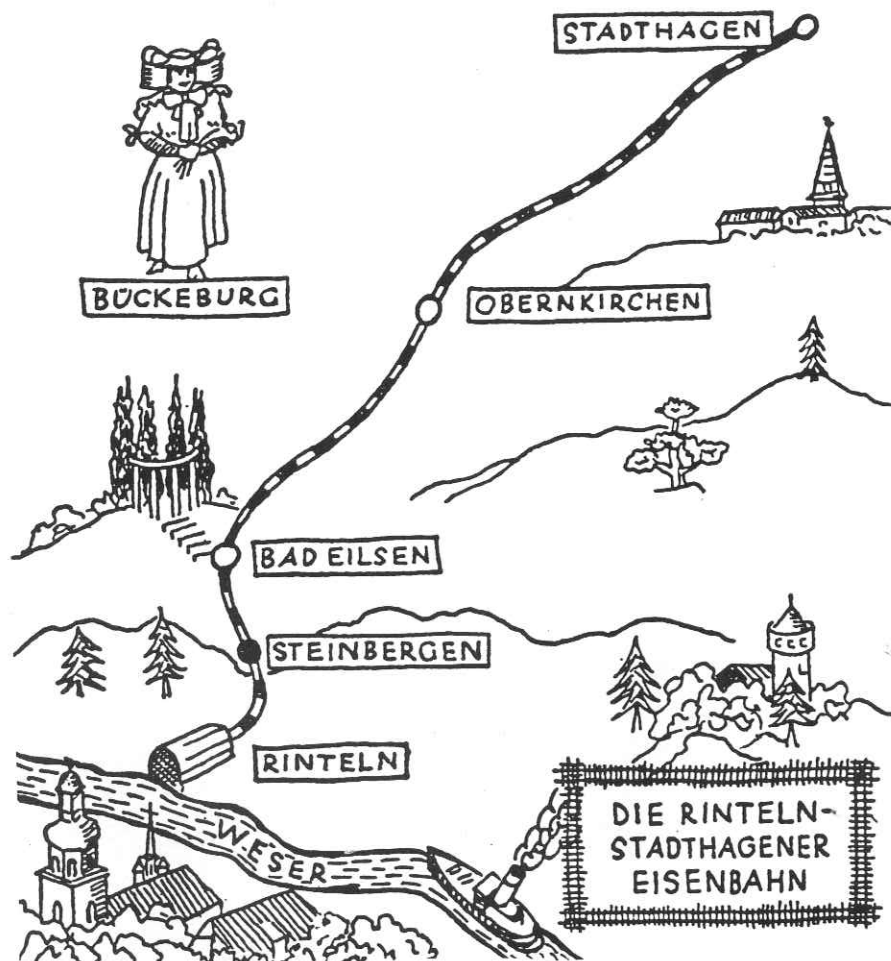 STADTHAGEN
BÜCKEBURG
OBERNKIRCHEN
BAD EILSEN
STEINBERGEN
RINTELN
WESER
DIE RINTELN-
STADTHAGENER
EISENBAHN